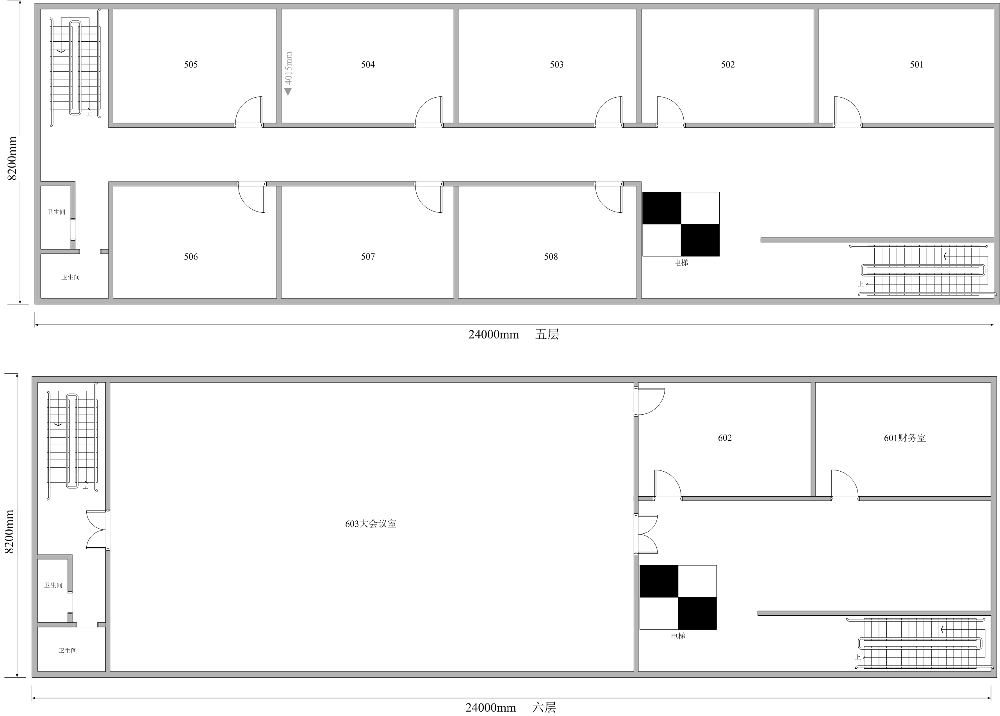 505
504
503
502
501
4015mm
上
8200mm
卫生间
卫生间
506
507
508
电梯
上
24000mm 五层
602
601财务室
上
603大会议室
8200mm
卫生间
卫生间
电梯
上
24000mm 六层